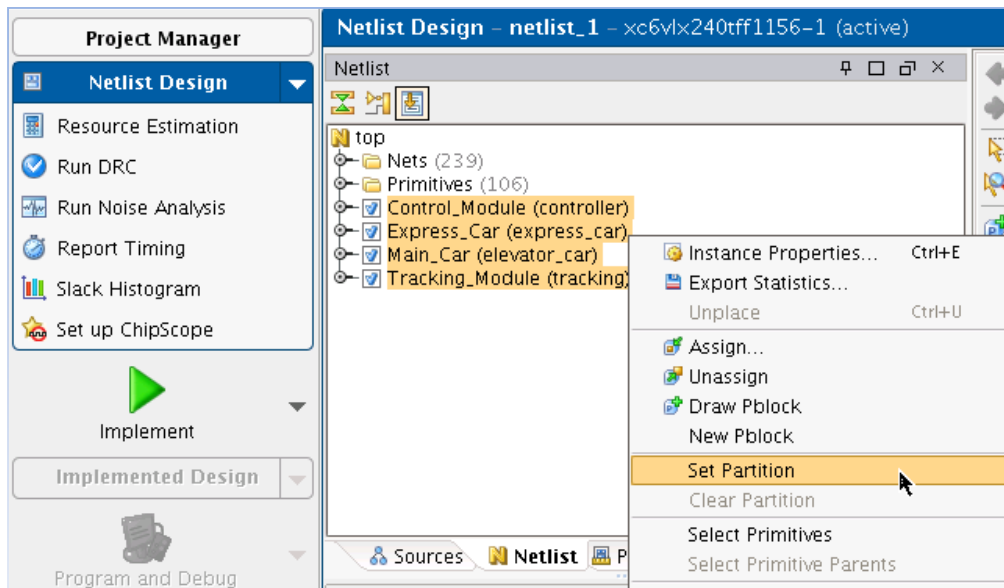 Project Manager
Netlist Design
Resource Estimation
Run DRC
Run Noise Analysis
Report Timing
Slack Histogram
Set up ChipScope
Implement
Implemented Design
Program and Debug
Netlist Design - netlist_1 - xc6vlx240tff1156-1 (active)
Netlist
top
Nets (239)
Primitives (106)
Control_Module (controller)
Express_Car (express_car)
Main_Car (elevator_car)
Tracking_Module (tracking)
Instance Properties... Ctrl+E
Export Statistics...
Unplace Ctrl+U
Assign...
Unassign
Draw Pblock
New Pblock
Set Partition
Clear Partition
Select Primitives
Select Primitive Parents
Sources Netlist P